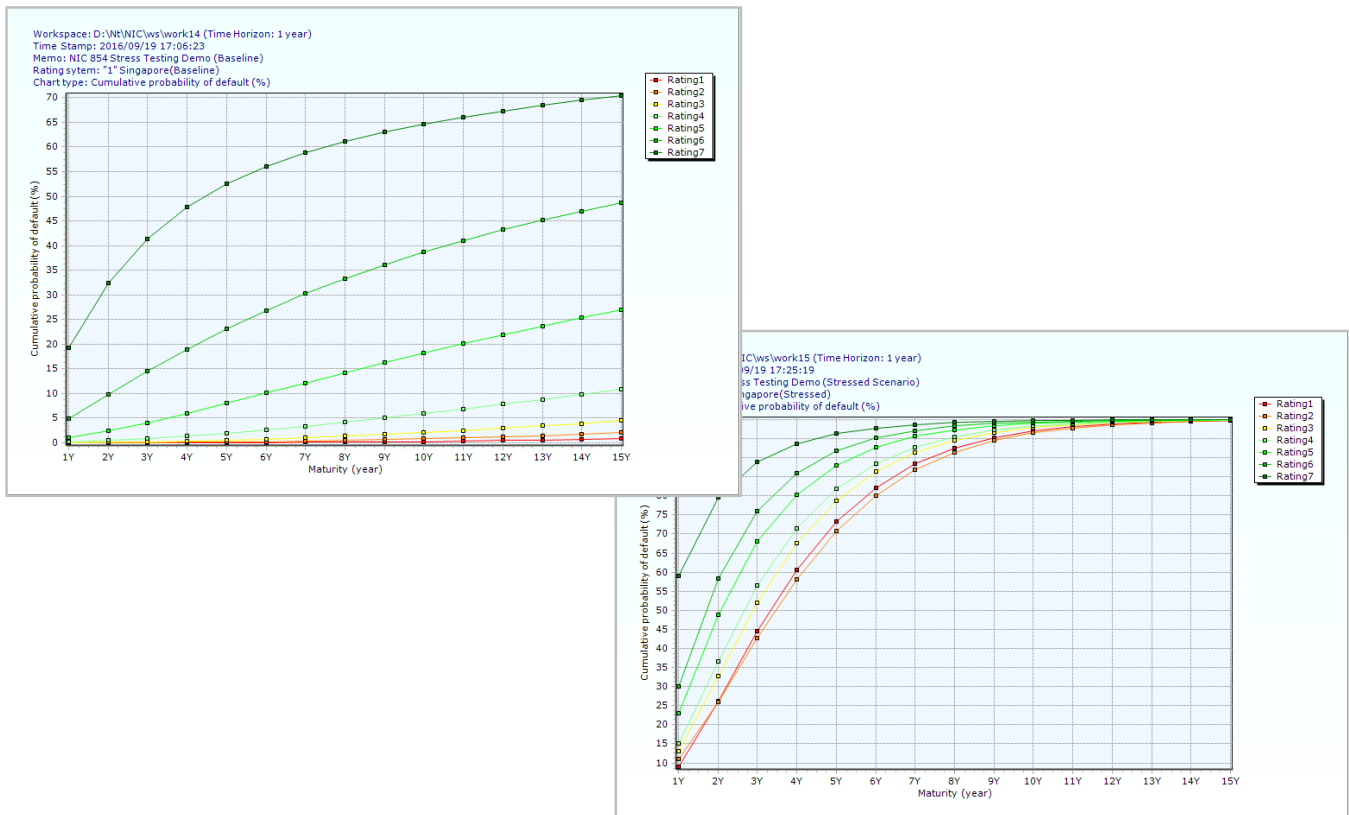 Workspace: D:\Nt\NIC\ws\work14 (Time Horizon: 1 year)
Time Stamp: 2016/09/19 17:06:23
Memo: NIC 854 Stress Testing Demo (Baseline)
Rating sytem: "1" Singapore(Baseline)
Chart type: Cumulative probability of default (%)
Rating1
Rating2
Rating3
Rating4
Rating5
Rating6
Rating7
Cumulative probability of default (%)
70
65
60
55
50
45
40
35
30
25
20
15
10
5
0
1Y 2Y 3Y 4Y 5Y 6Y 7Y 8Y 9Y 10Y 11Y 12Y 13Y 14Y 15Y
Maturity (year)
IC\ws\work15 (Time Horizon: 1 year)
09/19 17:25:19
ss Testing Demo (Stressed Scenario)
ngapore(Stressed)
ive probability of default (%)
Rating1
Rating2
Rating3
Rating4
Rating5
Rating6
Rating7
Cumulative probability of default (%)
75
70
65
60
55
50
45
40
35
30
25
20
15
10
1Y 2Y 3Y 4Y 5Y 6Y 7Y 8Y 9Y 10Y 11Y 12Y 13Y 14Y 15Y
Maturity (year)